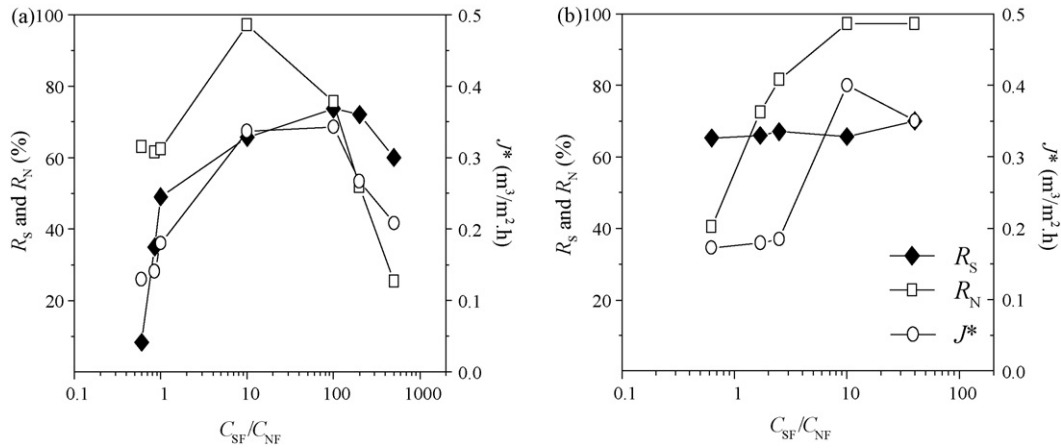 (a)
100
80
60
40
20
R_S and R_N (%)
0.5
0.4
0.3
0.2
0.1
0.0
J* (m³/m².h)
0.1 1 10 100 1000
C_SF/C_NF
(b)
100
80
60
40
20
R_S and R_N (%)
0.5
0.4
0.3
0.2
0.1
0.0
J* (m³/m².h)
R_S
R_N
J*
0.1 1 10 100
C_SF/C_NF